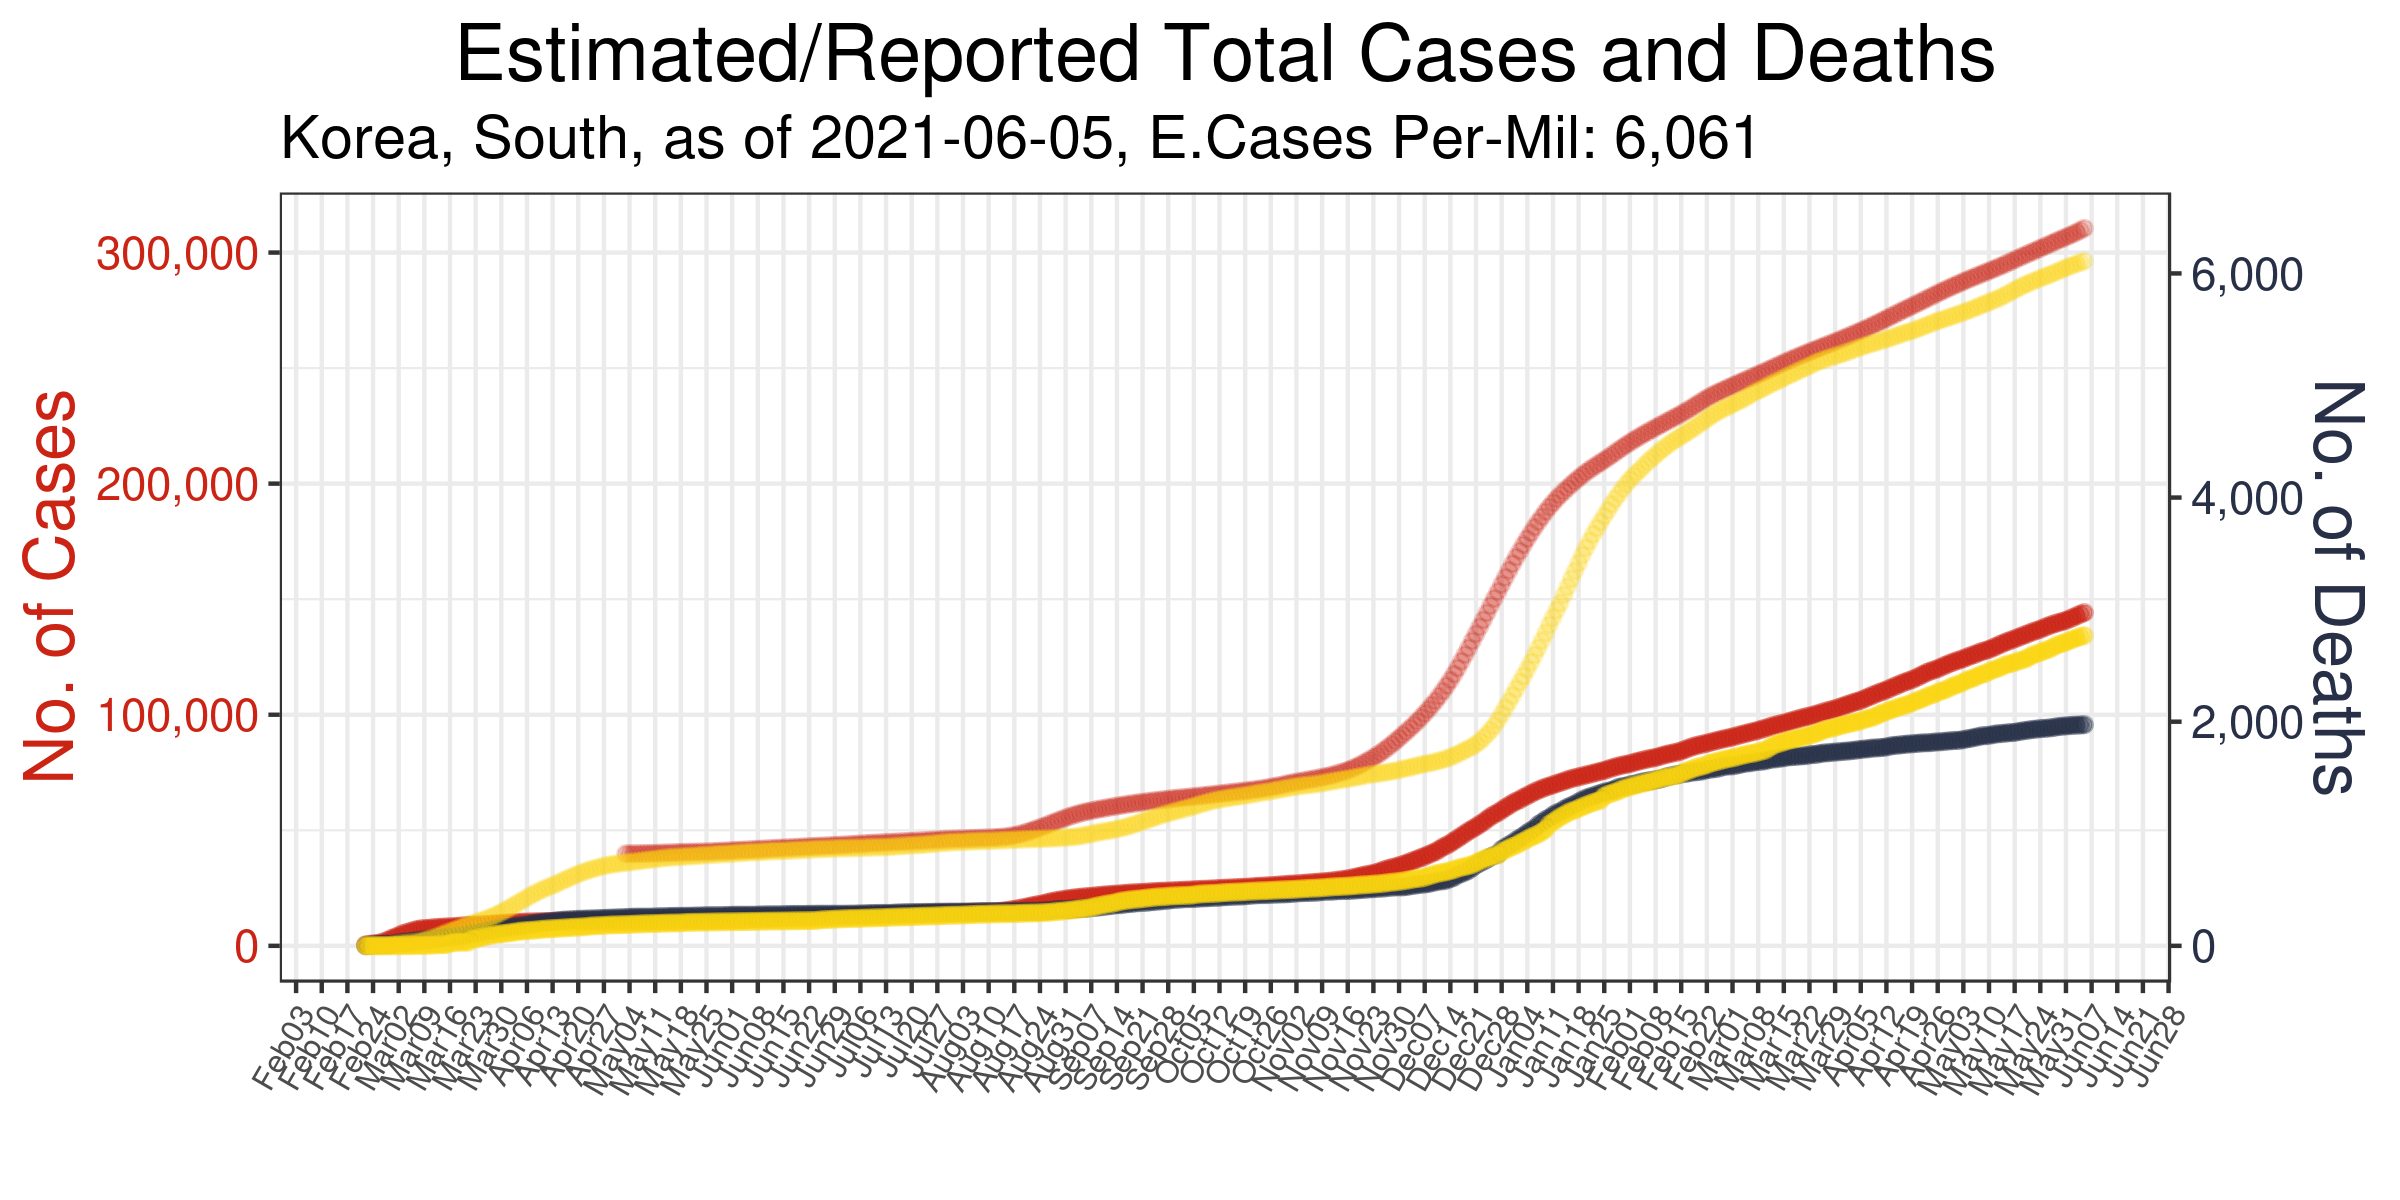 Estimated/Reported Total Cases and Deaths
Korea, South, as of 2021-06-05, E.Cases Per-Mil: 6,061
No. of Cases
300,000
200,000
100,000
0
6,000
4,000
2,000
0
No. of Deaths
Feb03
Feb10
Feb17
Feb24
Mar02
Mar09
Mar16
Mar23
Mar30
Apr06
Apr13
Apr20
Apr27
May04
May11
May18
May25
Jun01
Jun08
Jun15
Jun22
Jun29
Jul06
Jul13
Jul20
Jul27
Aug03
Aug10
Aug17
Aug24
Aug31
Sep07
Sep14
Sep21
Sep28
Oct05
Oct12
Oct19
Oct26
Nov02
Nov09
Nov16
Nov23
Nov30
Dec07
Dec14
Dec21
Dec28
Jan04
Jan11
Jan18
Jan25
Feb01
Feb08
Feb15
Feb22
Mar01
Mar08
Mar15
Mar22
Mar29
Apr05
Apr12
Apr19
Apr26
May03
May10
May17
May24
May31
Jun07
Jun14
Jun21
Jun28